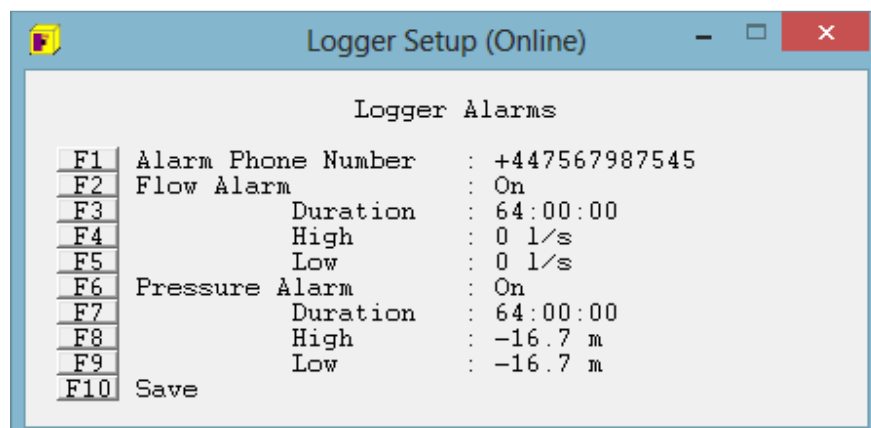 F
Logger Setup (Online)
Logger Alarms
F1 Alarm Phone Number : +447567987545
F2 Flow Alarm : On
F3 Duration : 64:00:00
F4 High : 0 l/s
F5 Low : 0 l/s
F6 Pressure Alarm : On
F7 Duration : 64:00:00
F8 High : -16.7 m
F9 Low : -16.7 m
F10 Save